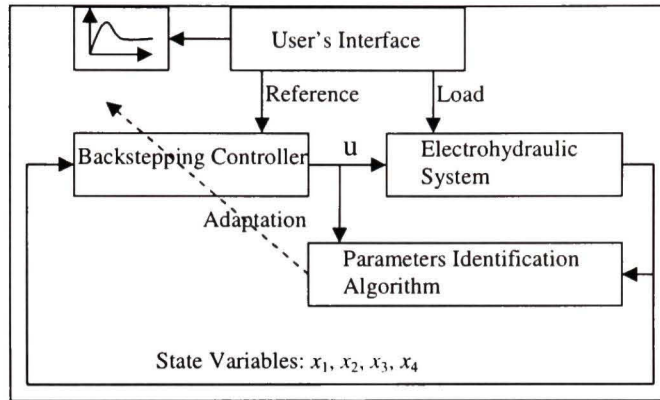 User's Interface
Reference
Load
Backstepping Controller
u
Electrohydraulic
System
Adaptation
Parameters Identification
Algorithm
State Variables: x₁, x₂, x₃, x₄